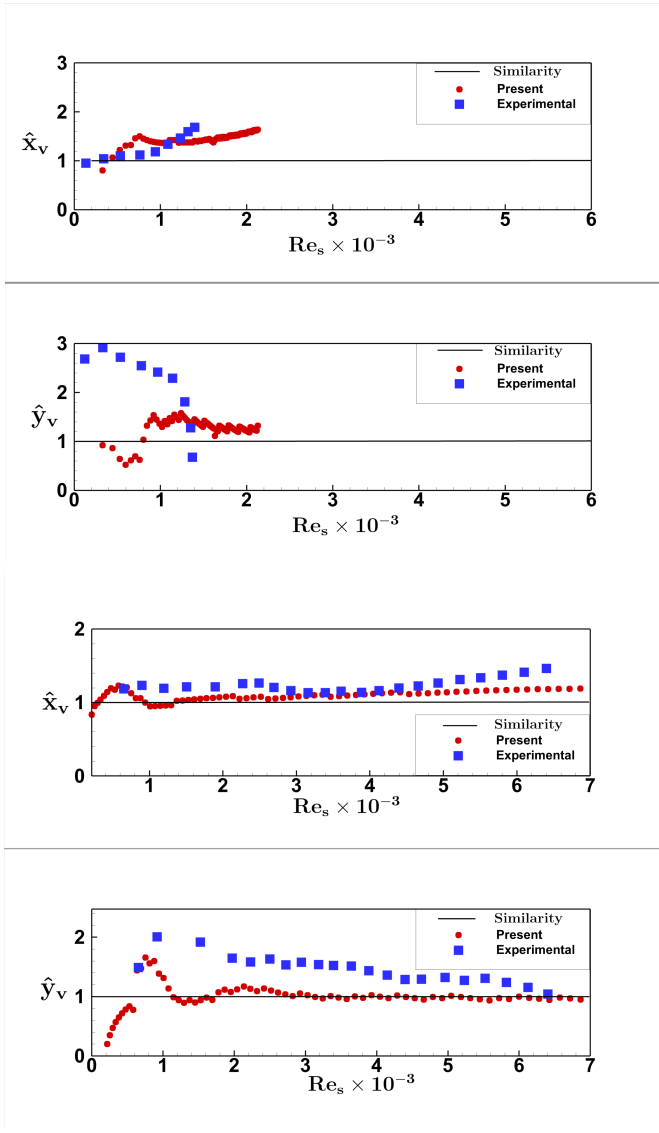 3
Similarity
Present
2
Experimental
x̂ᵥ
1
0
0 1 2 3 4 5 6
Reₛ × 10⁻³
3
Similarity
Present
2
Experimental
ŷᵥ
1
0
0 1 2 3 4 5 6
Reₛ × 10⁻³
2
x̂ᵥ
1
Similarity
Present
Experimental
0
1 2 3 4 5 6 7
Reₛ × 10⁻³
Similarity
2
Present
Experimental
ŷᵥ
1
0
0 1 2 3 4 5 6 7
Reₛ × 10⁻³